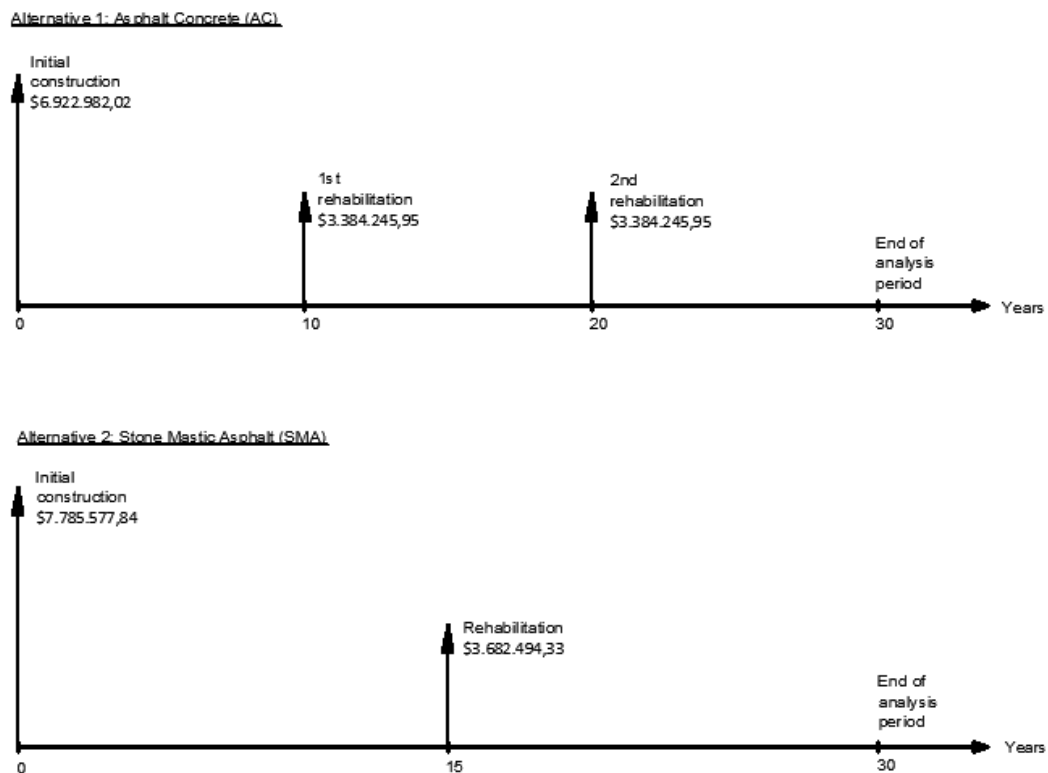 Alternative 1: Asphalt Concrete (AC)
Initial
construction
$6.922.982,02
1st
rehabilitation
$3.384.245,95
2nd
rehabilitation
$3.384.245,95
End of
analysis
period
Years
0
10
20
30
Alternative 2: Stone Mastic Asphalt (SMA)
Initial
construction
$7.785.577,84
Rehabilitation
$3.682.494,33
End of
analysis
period
Years
0
15
30